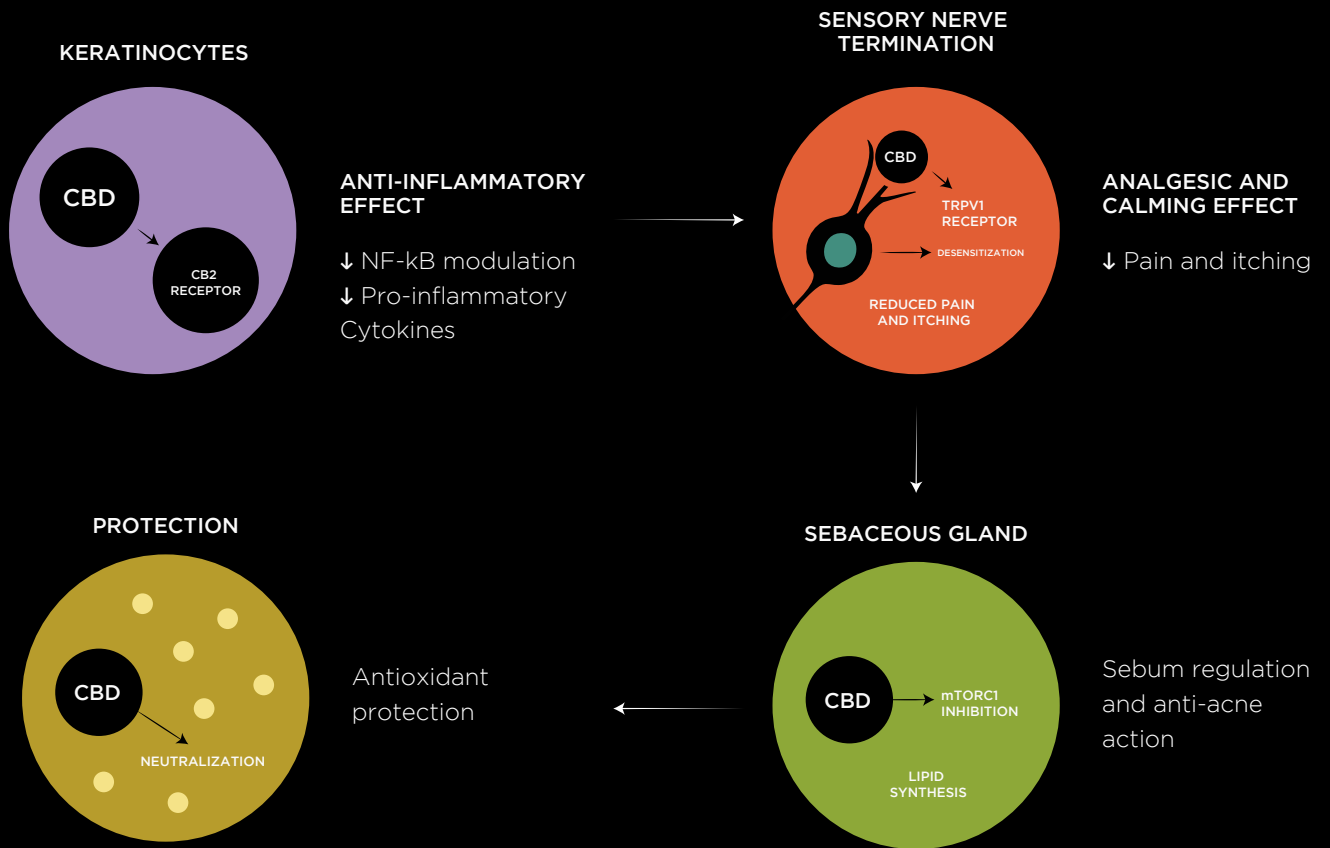 KERATINOCYTES
CBD
CB2
RECEPTOR
ANTI-INFLAMMATORY
EFFECT
↓ NF-kB modulation
↓ Pro-inflammatory
Cytokines
SENSORY NERVE
TERMINATION
CBD
TRPV1
RECEPTOR
DESENSITIZATION
REDUCED PAIN
AND ITCHING
ANALGESIC AND
CALMING EFFECT
↓ Pain and itching
PROTECTION
CBD
NEUTRALIZATION
Antioxidant
protection
SEBACEOUS GLAND
CBD
mTORC1
INHIBITION
LIPID
SYNTHESIS
Sebum regulation
and anti-acne
action